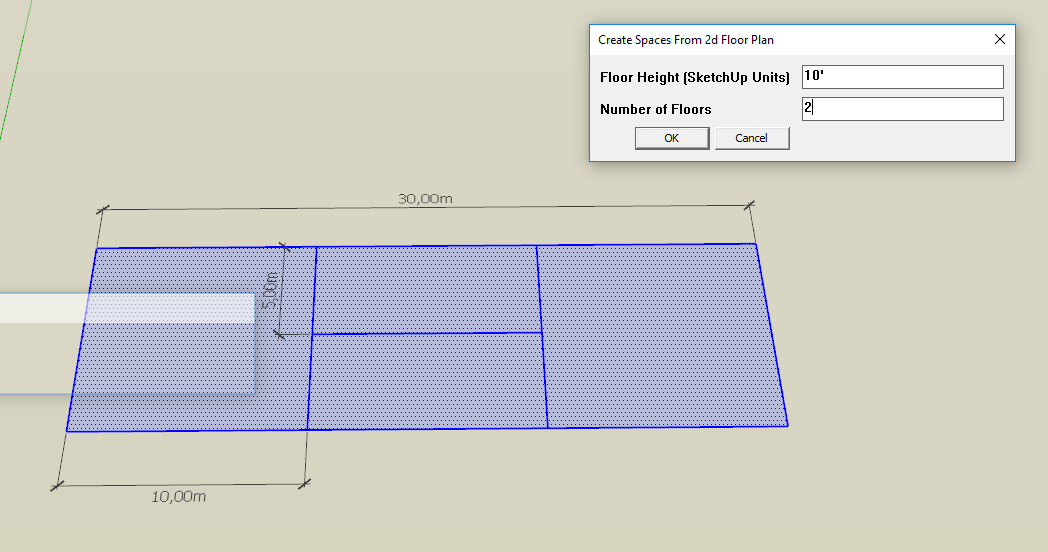 Create Spaces From 2d Floor Plan
Floor Height (SketchUp Units) 10'
Number of Floors 2
OK Cancel
30,00m
5,00m
10,00m